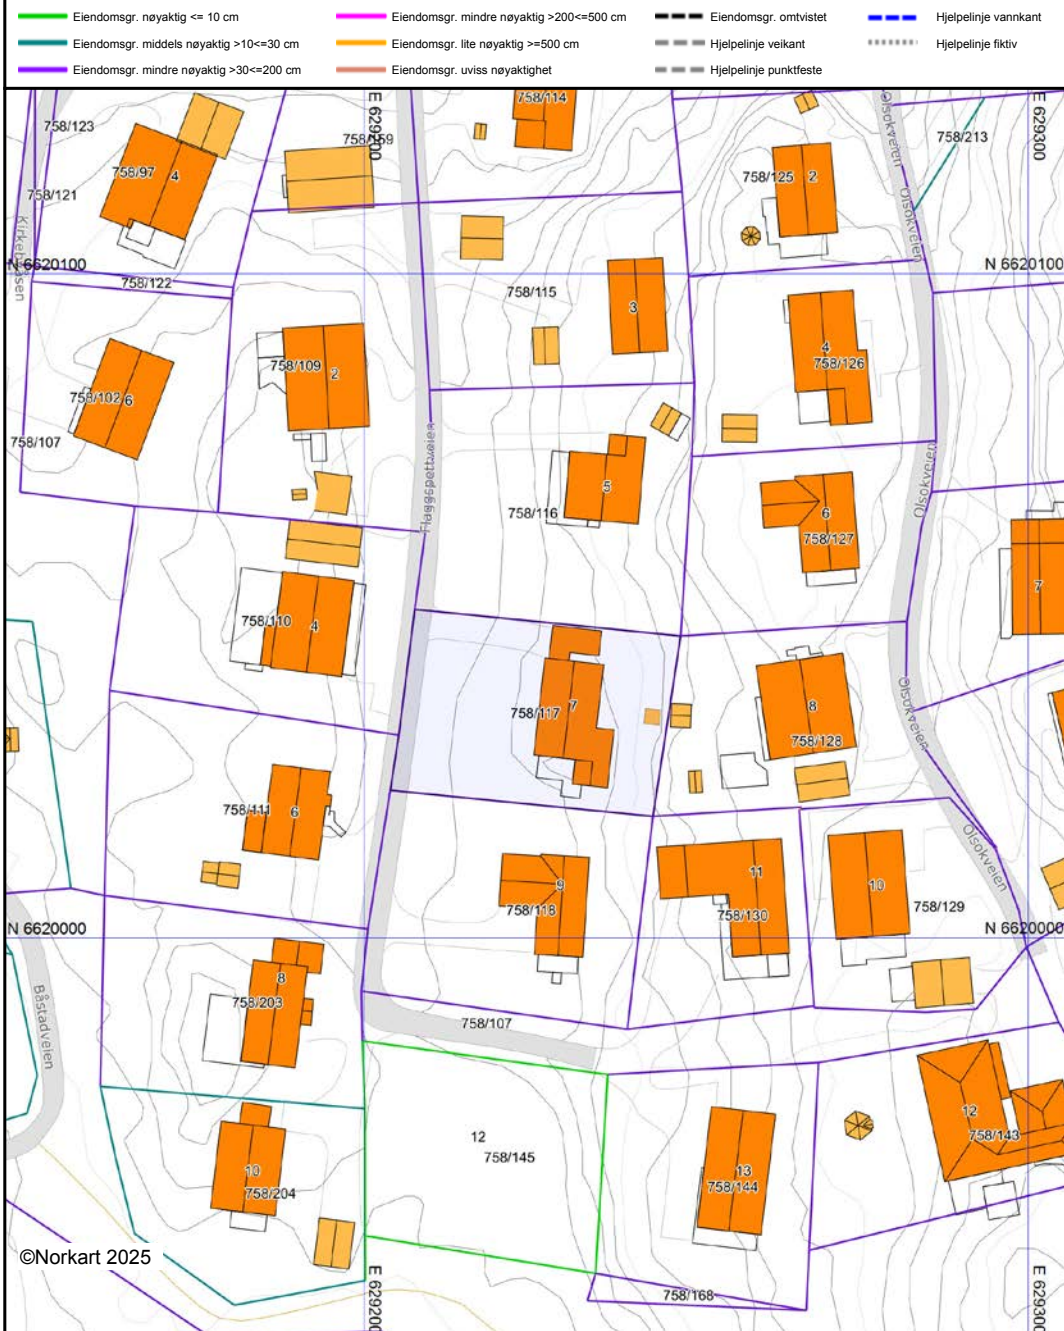 Eiendomsgr. nøyaktig <= 10 cm
Eiendomsgr. mindre nøyaktig >200<=500 cm
Eiendomsgr. omtvistet
Hjelpelinje vannkant
Eiendomsgr. middels nøyaktig >10<=30 cm
Eiendomsgr. lite nøyaktig >=500 cm
Hjelpelinje veikant
Hjelpelinje fiktiv
Eiendomsgr. mindre nøyaktig >30<=200 cm
Eiendomsgr. uviss nøyaktighet
Hjelpelinje punktfeste
758/123
E 629200
758/114
Olsokveien
E 629300
758/159
758/213
758/97
4
758/125
2
758/121
Olsokveien
N 6620100
N 6620100
758/122
758/115
3
758/109
2
4
758/126
758/102
6
758/107
Flaggspettveien
Olsokveien
5
758/116
6
758/127
7
758/110
4
758/117
7
8
758/128
Olsokveien
758/111
6
Olsokveien
9
758/118
11
758/130
10
758/129
N 6620000
N 6620000
8
758/203
Båstadveien
758/107
12
758/145
12
758/143
10
758/204
13
758/144
©Norkart 2025
E 629200
758/168
E 629300